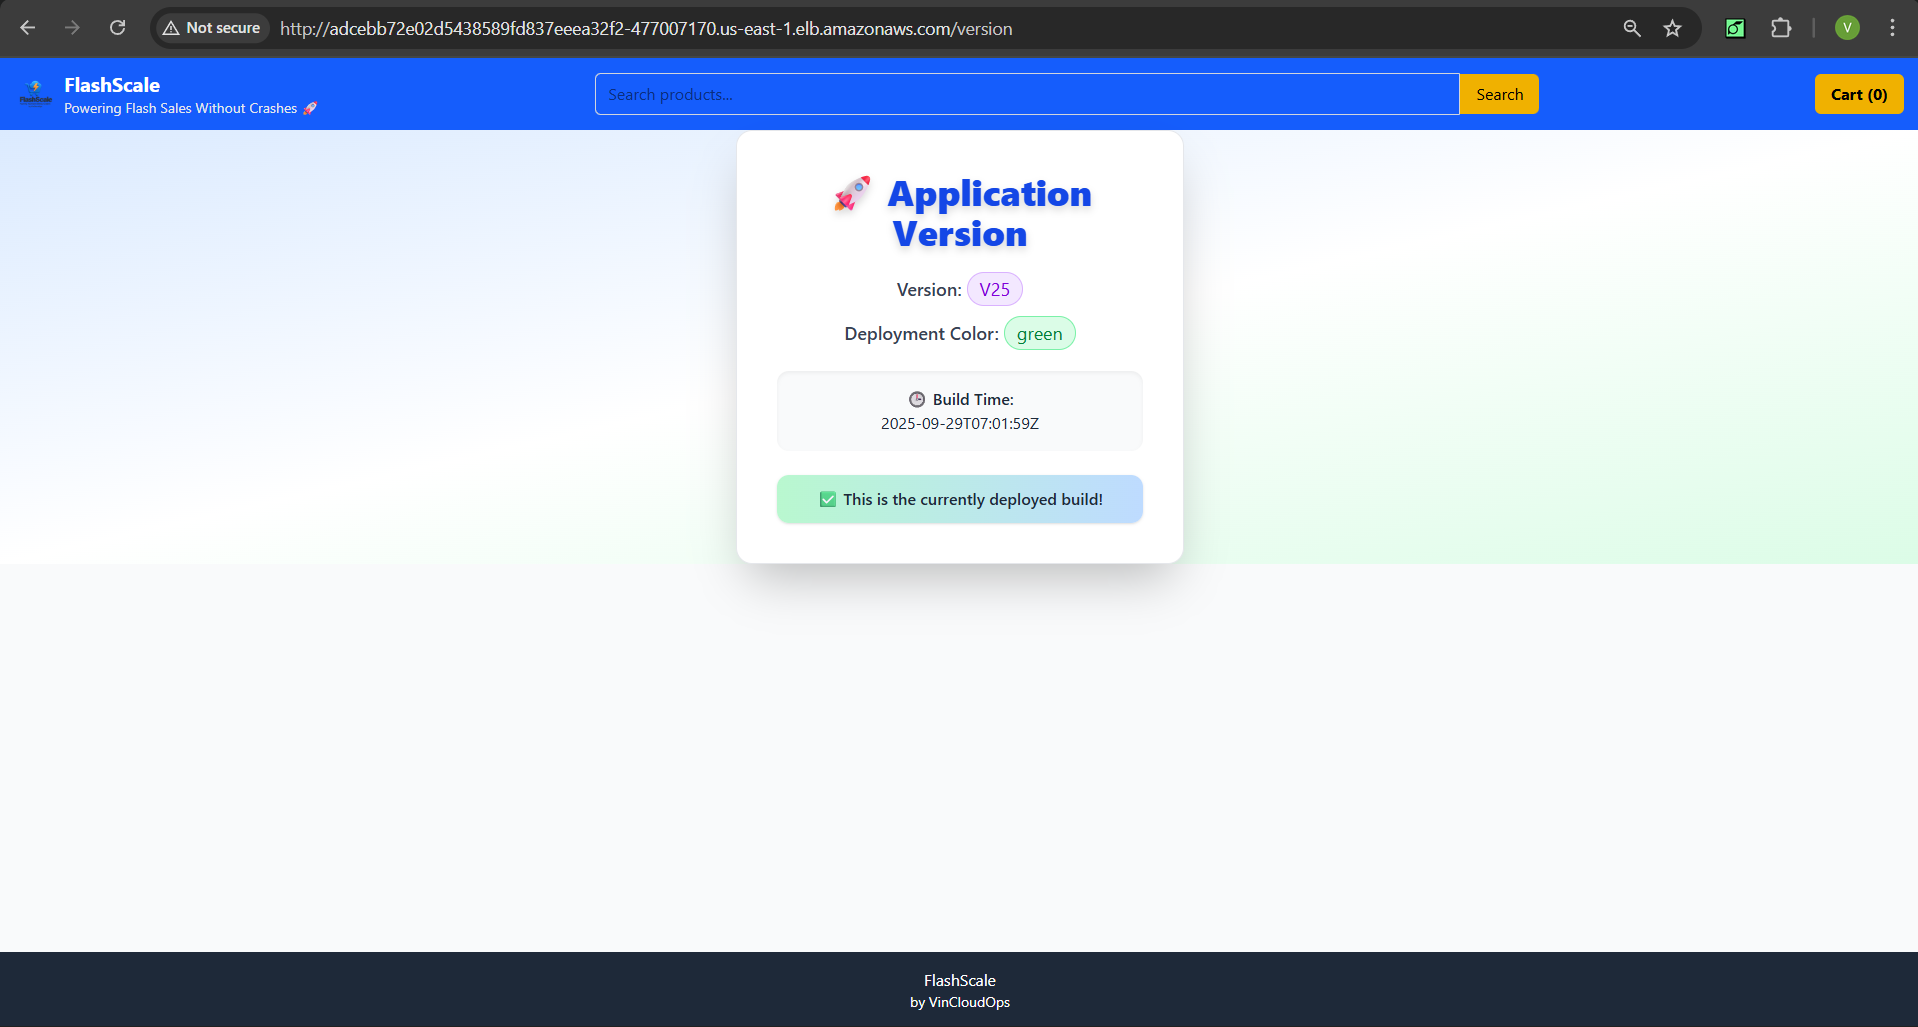 Not secure
http://adcebb72e02d5438589fd837eeea32f2-477007170.us-east-1.elb.amazonaws.com/version
V
FlashScale
Powering Flash Sales Without Crashes 🚀
Search products...
Search
Cart (0)
🚀 Application
Version
Version: V25
Deployment Color: green
🕒 Build Time:
2025-09-29T07:01:59Z
✅ This is the currently deployed build!
FlashScale
by VinCloudOps